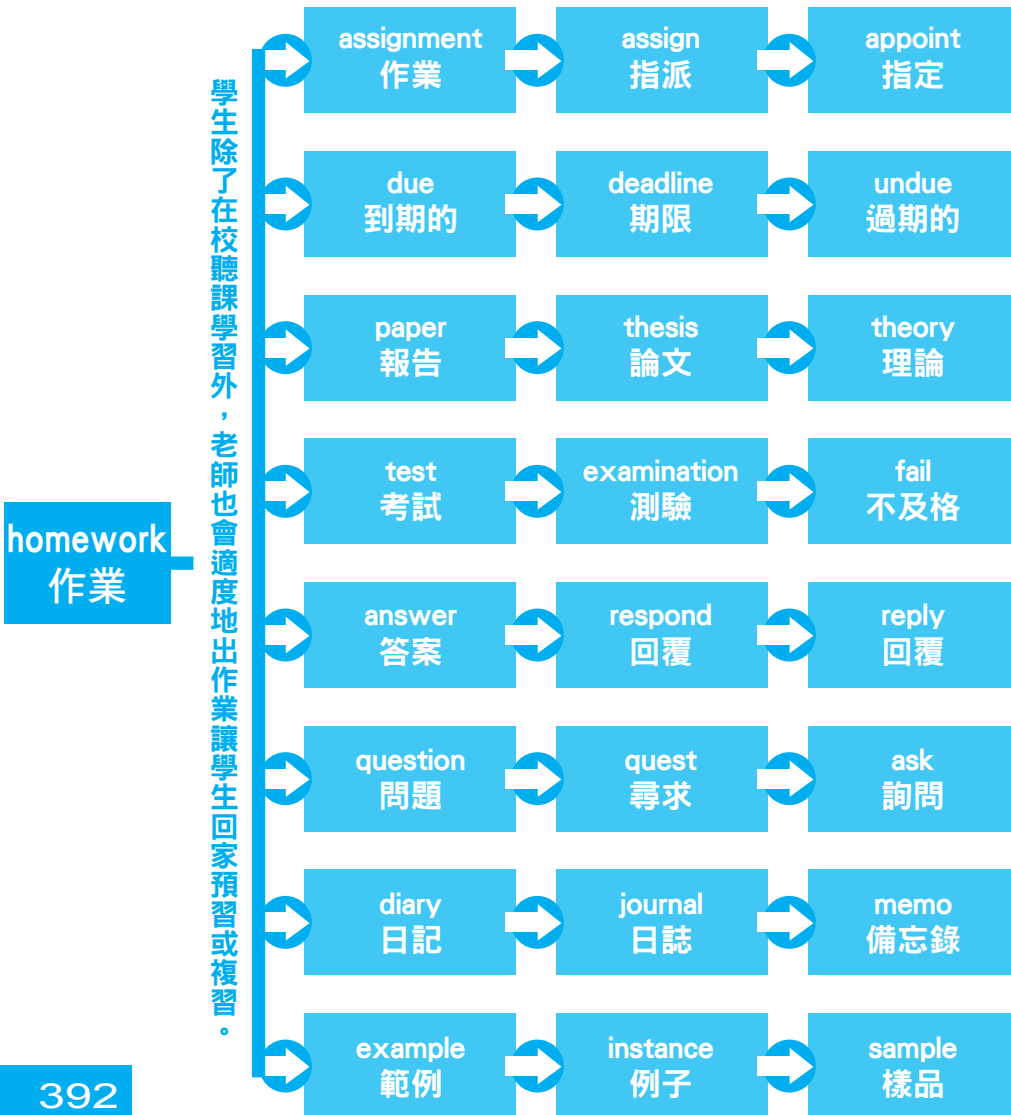 homework
作業
學生除了在校聽課學習外，老師也會適度地出作業讓學生回家預習或複習。
assignment
作業
assign
指派
appoint
指定
due
到期的
deadline
期限
undue
過期的
paper
報告
thesis
論文
theory
理論
test
考試
examination
測驗
fail
不及格
answer
答案
respond
回覆
reply
回覆
question
問題
quest
尋求
ask
詢問
diary
日記
journal
日誌
memo
備忘錄
example
範例
instance
例子
sample
樣品
392